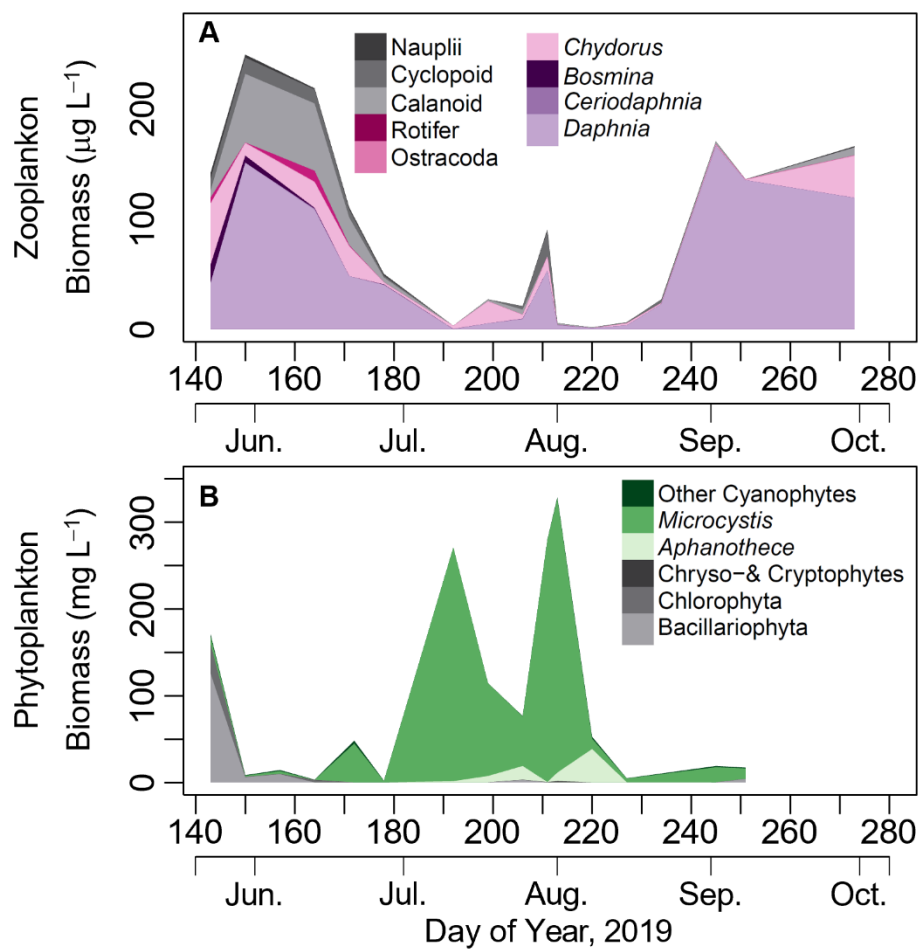 A
Nauplii
Cyclopoid
Calanoid
Rotifer
Ostracoda
Chydorus
Bosmina
Ceriodaphnia
Daphnia
Zooplankon
Biomass (µg L⁻¹)
200
100
0
140 160 180 200 220 240 260 280
Jun. Jul. Aug. Sep. Oct.
B
Other Cyanophytes
Microcystis
Aphanothece
Chryso−& Cryptophytes
Chlorophyta
Bacillariophyta
Phytoplankton
Biomass (mg L⁻¹)
300
200
100
0
140 160 180 200 220 240 260 280
Jun. Jul. Aug. Sep. Oct.
Day of Year, 2019